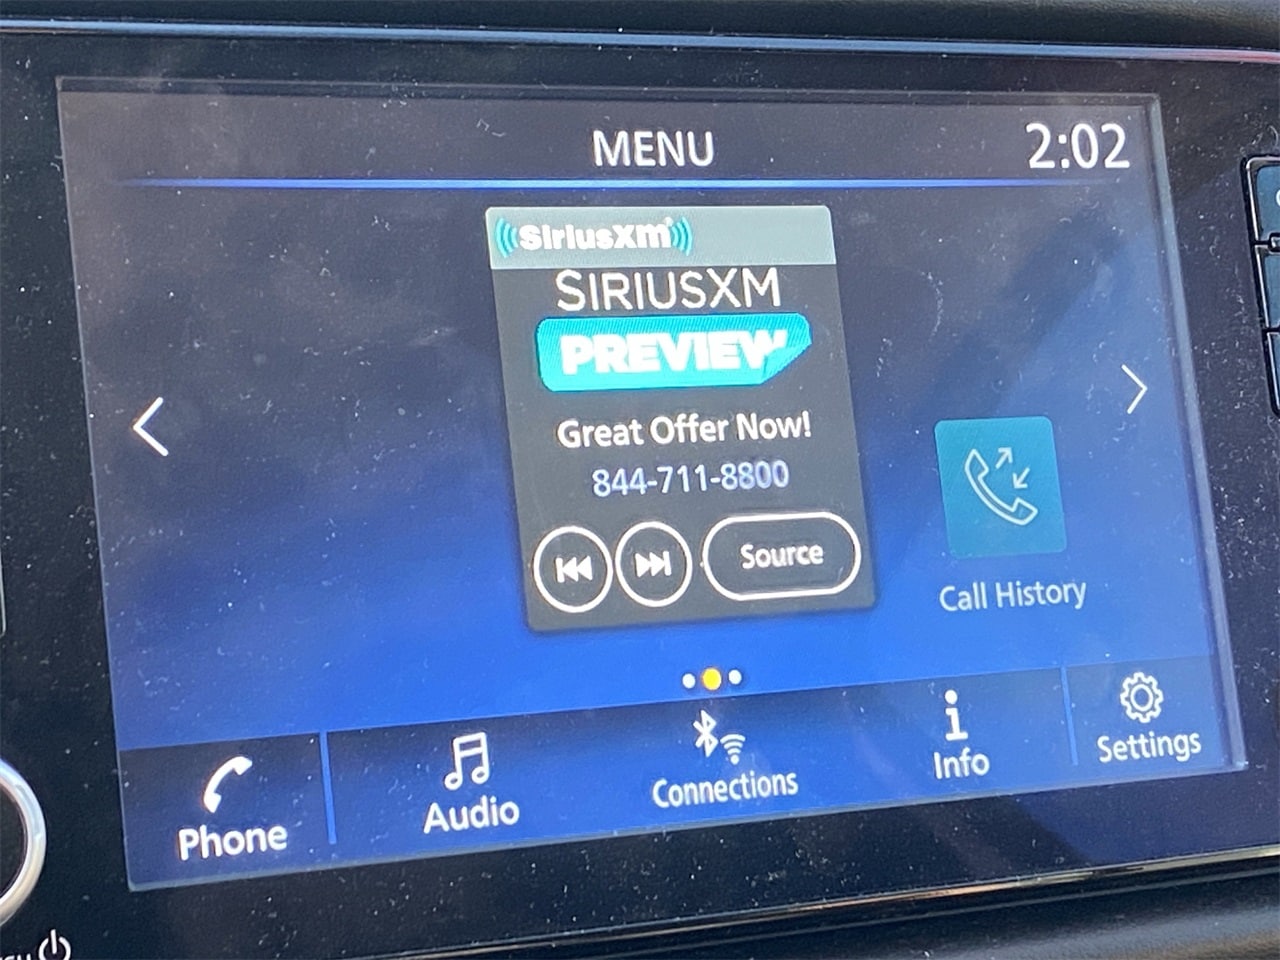 MENU
2:02
SiriusXm
SIRIUSXM
PREVIEW
Great Offer Now!
844-711-8800
Source
Call History
Phone
Audio
Connections
Info
Settings